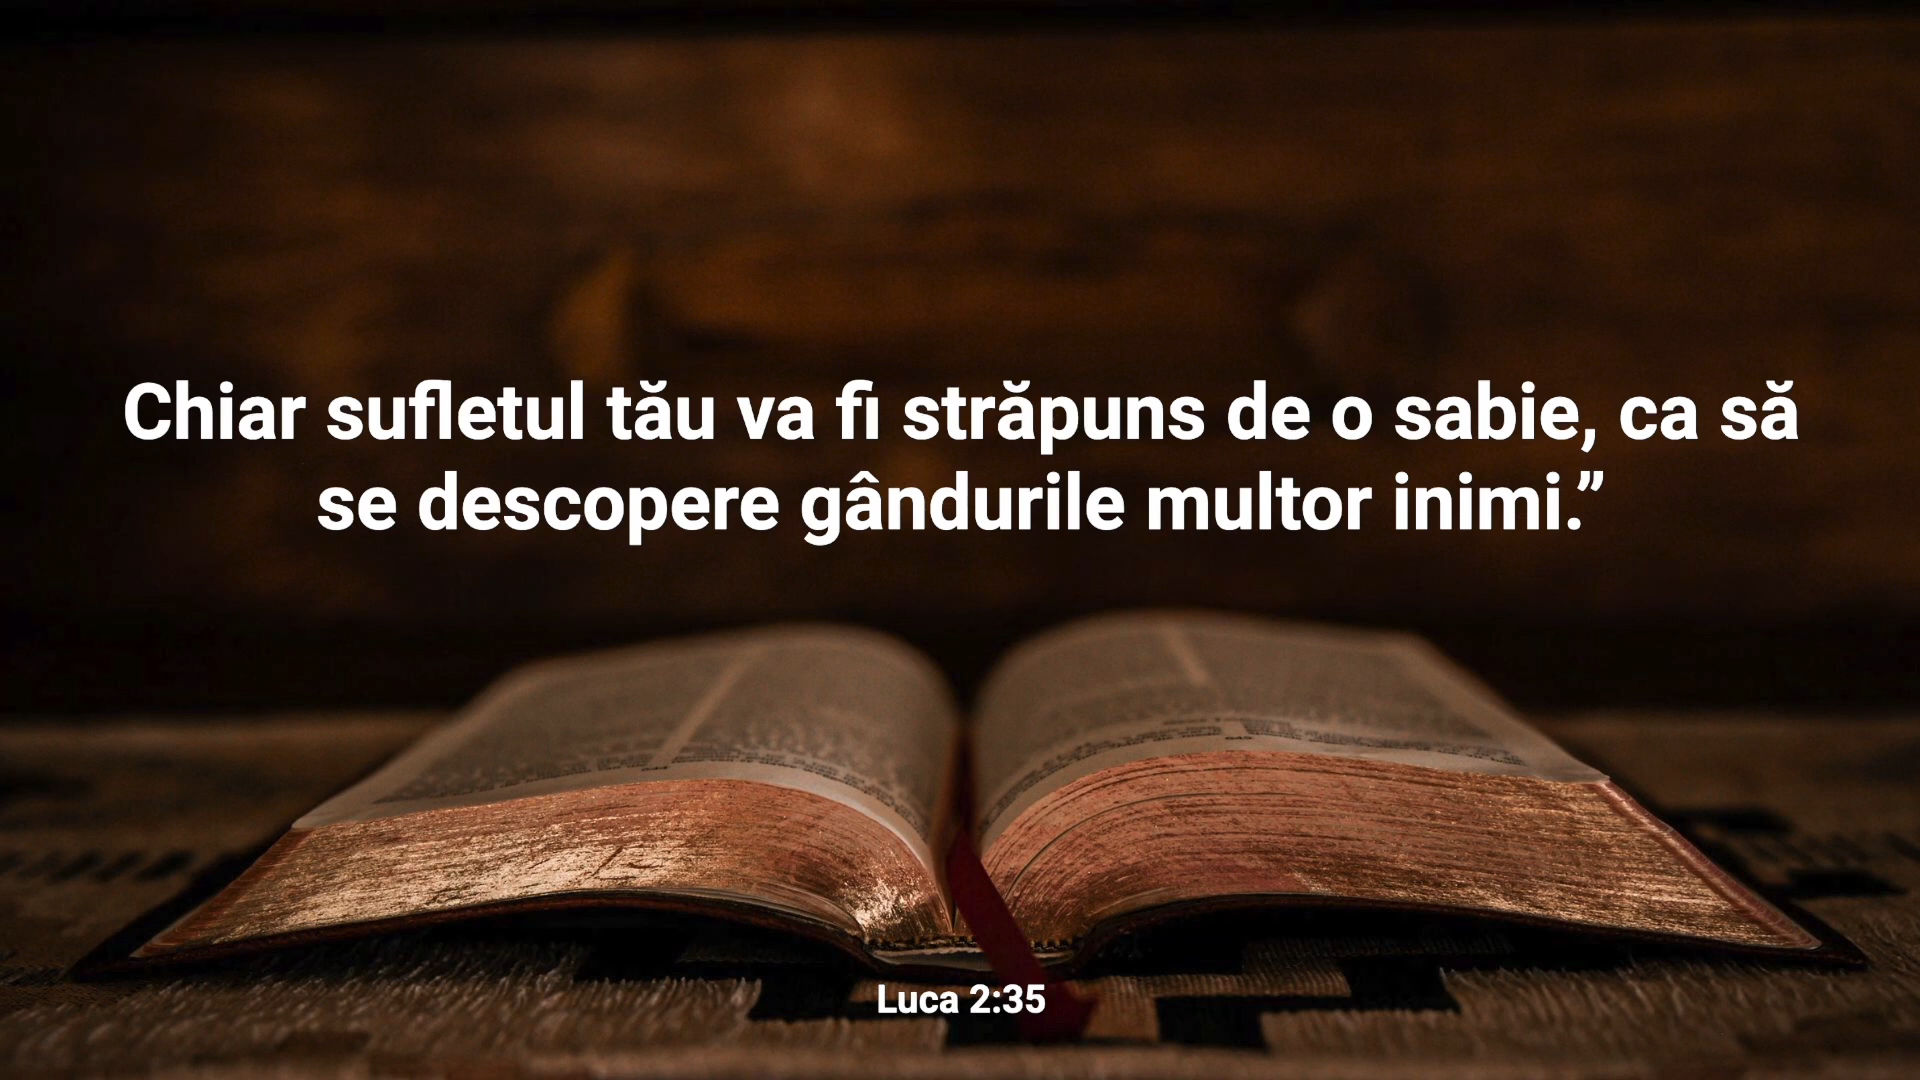 Chiar sufletul tău va fi străpuns de o sabie, ca să
se descopere gândurile multor inimi.”
Luca 2:35